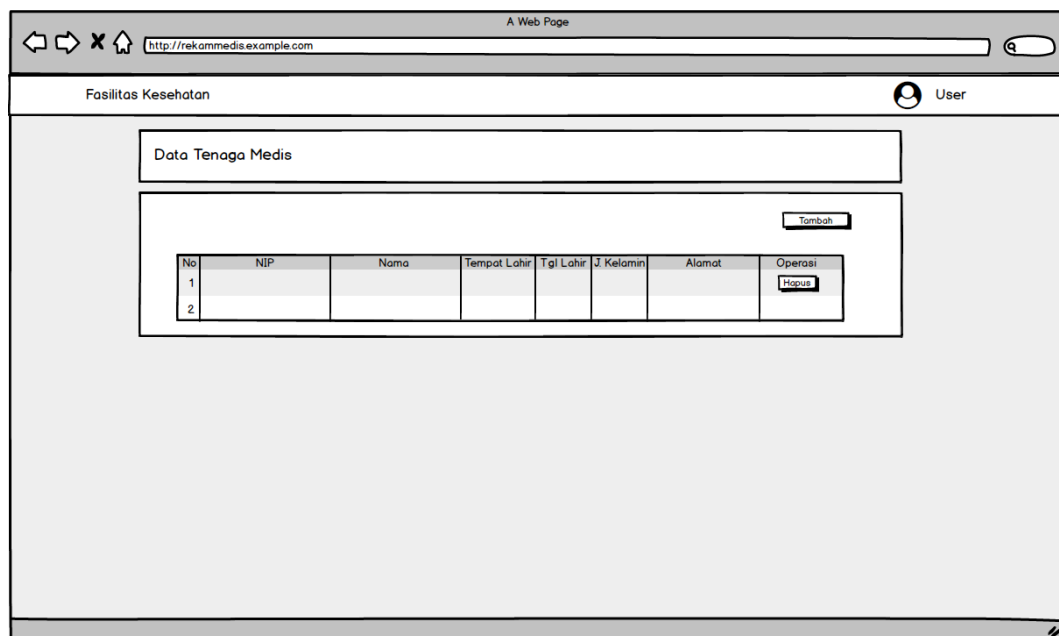 A Web Page
http://rekammedis.example.com
Fasilitas Kesehatan User
Data Tenaga Medis
Tambah
No NIP Nama Tempat Lahir Tgl Lahir J. Kelamin Alamat Operasi
1 Hapus
2